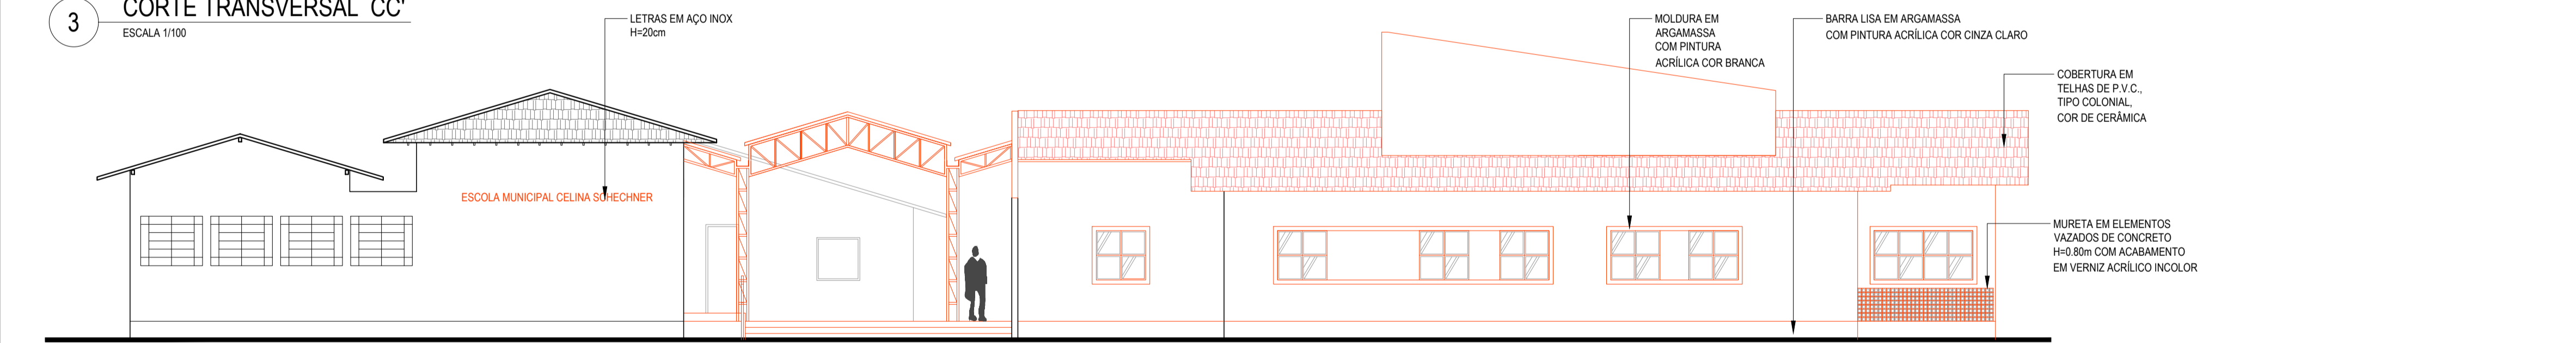 3
CORTE TRANSVERSAL 'CC'
ESCALA 1/100
LETRAS EM AÇO INOX
H=20cm
MOLDURA EM
ARGAMASSA
COM PINTURA
ACRÍLICA COR BRANCA
BARRA LISA EM ARGAMASSA
COM PINTURA ACRÍLICA COR CINZA CLARO
COBERTURA EM
TELHAS DE P.V.C.,
TIPO COLONIAL,
COR DE CERÂMICA
ESCOLA MUNICIPAL CELINA SCHECHNER
MURETA EM ELEMENTOS
VAZADOS DE CONCRETO
H=0.80m COM ACABAMENTO
EM VERNIZ ACRÍLICO INCOLOR